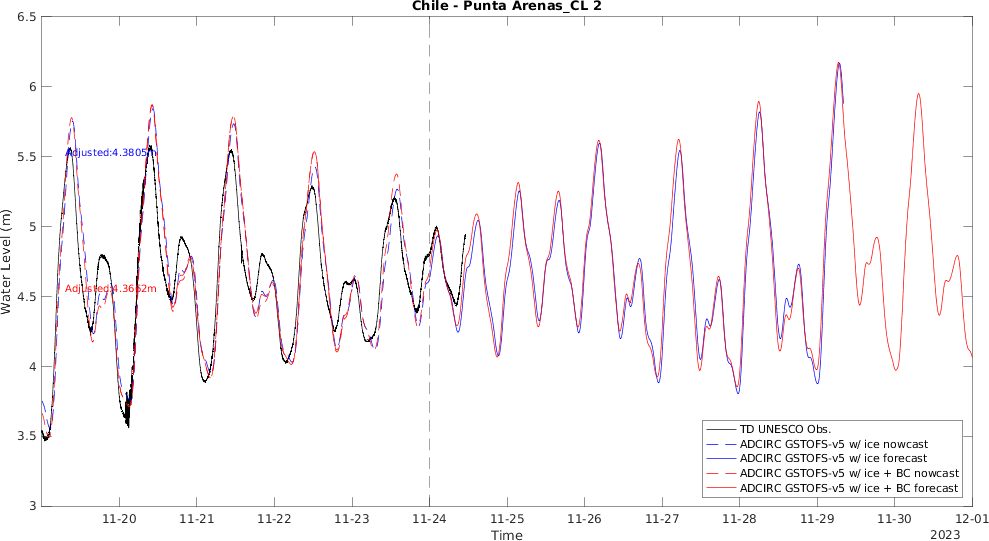 Chile - Punta Arenas_CL 2
6.5
6
5.5
5
4.5
4
3.5
3
Water Level (m)
Adjusted:4.3805m
Adjusted:4.3662m
TD UNESCO Obs.
ADCIRC GSTOFS-v5 w/ ice nowcast
ADCIRC GSTOFS-v5 w/ ice forecast
ADCIRC GSTOFS-v5 w/ ice + BC nowcast
ADCIRC GSTOFS-v5 w/ ice + BC forecast
11-20 11-21 11-22 11-23 11-24 11-25 11-26 11-27 11-28 11-29 11-30 12-01
Time
2023